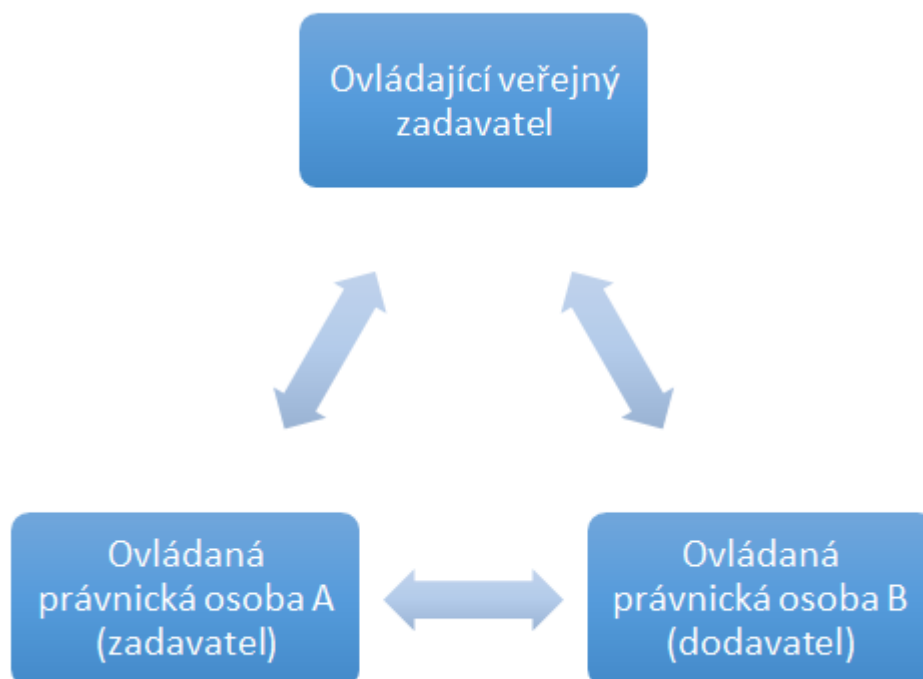 Ovládající veřejný
zadavatel
Ovládaná
právnická osoba A
(zadavatel)
Ovládaná
právnická osoba B
(dodavatel)